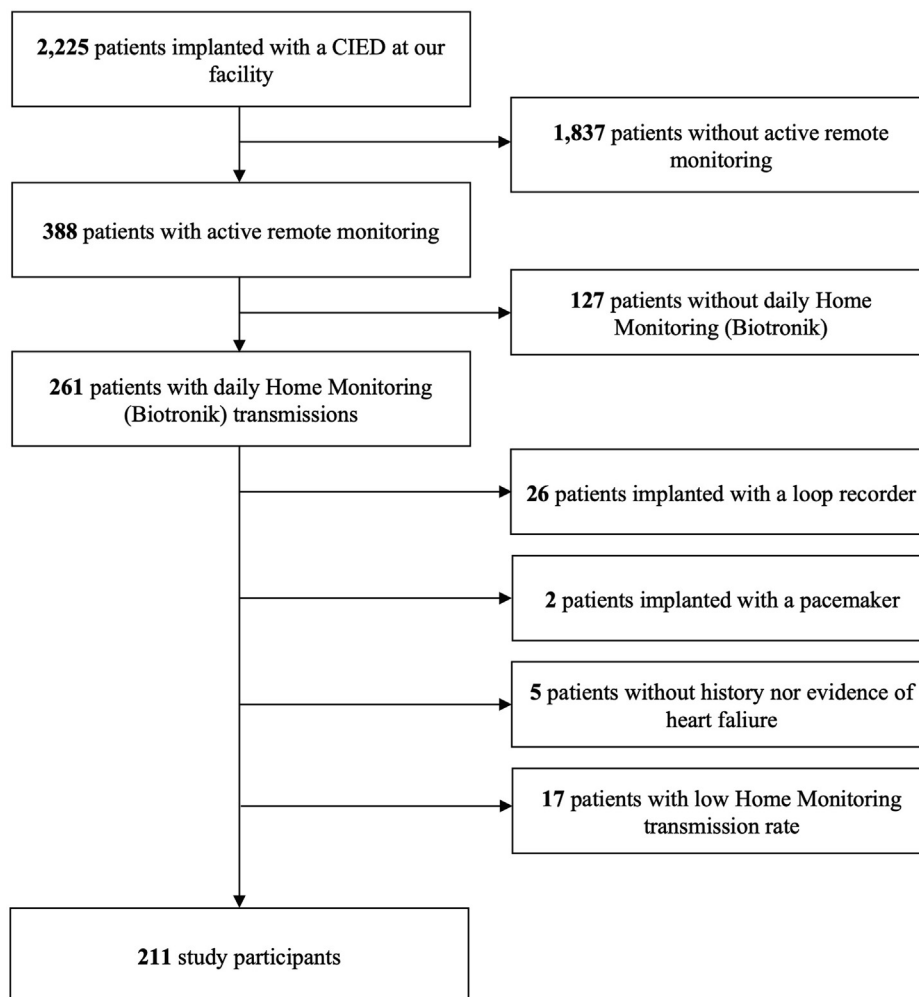 2,225 patients implanted with a CIED at our
facility
1,837 patients without active remote
monitoring
388 patients with active remote monitoring
127 patients without daily Home
Monitoring (Biotronik)
261 patients with daily Home Monitoring
(Biotronik) transmissions
26 patients implanted with a loop recorder
2 patients implanted with a pacemaker
5 patients without history nor evidence of
heart faliure
17 patients with low Home Monitoring
transmission rate
211 study participants